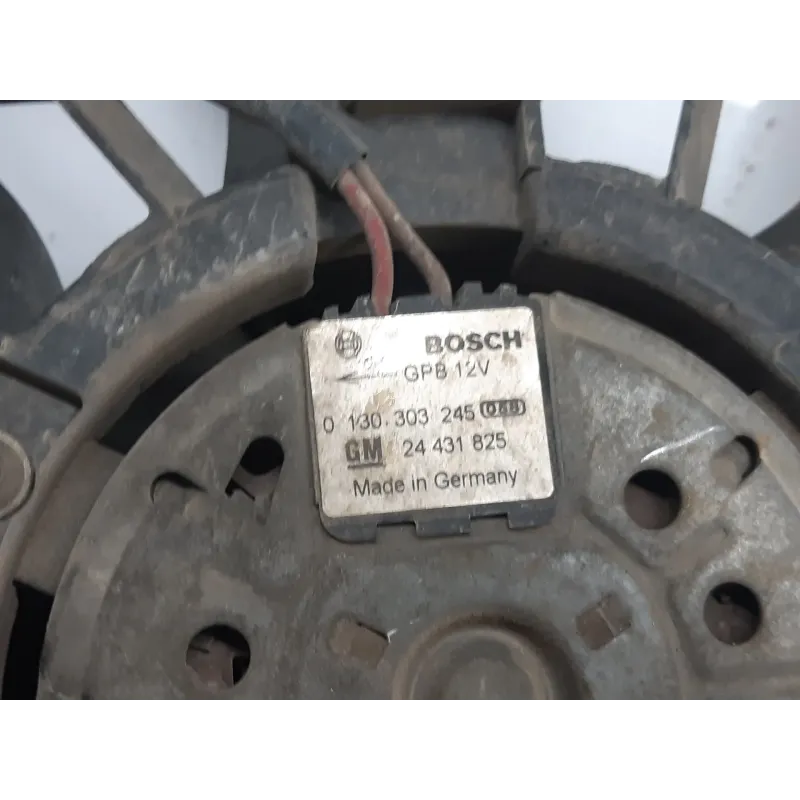 BOSCH
GPB 12V
0 130 303 245
GM 24 431 825
Made in Germany